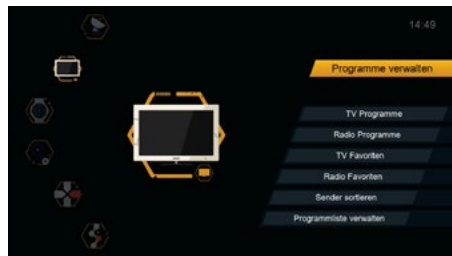 14:49
Programme verwalten
TV Programme
Radio Programme
TV Favoriten
Radio Favoriten
Sender sortieren
Programmliste verwalten